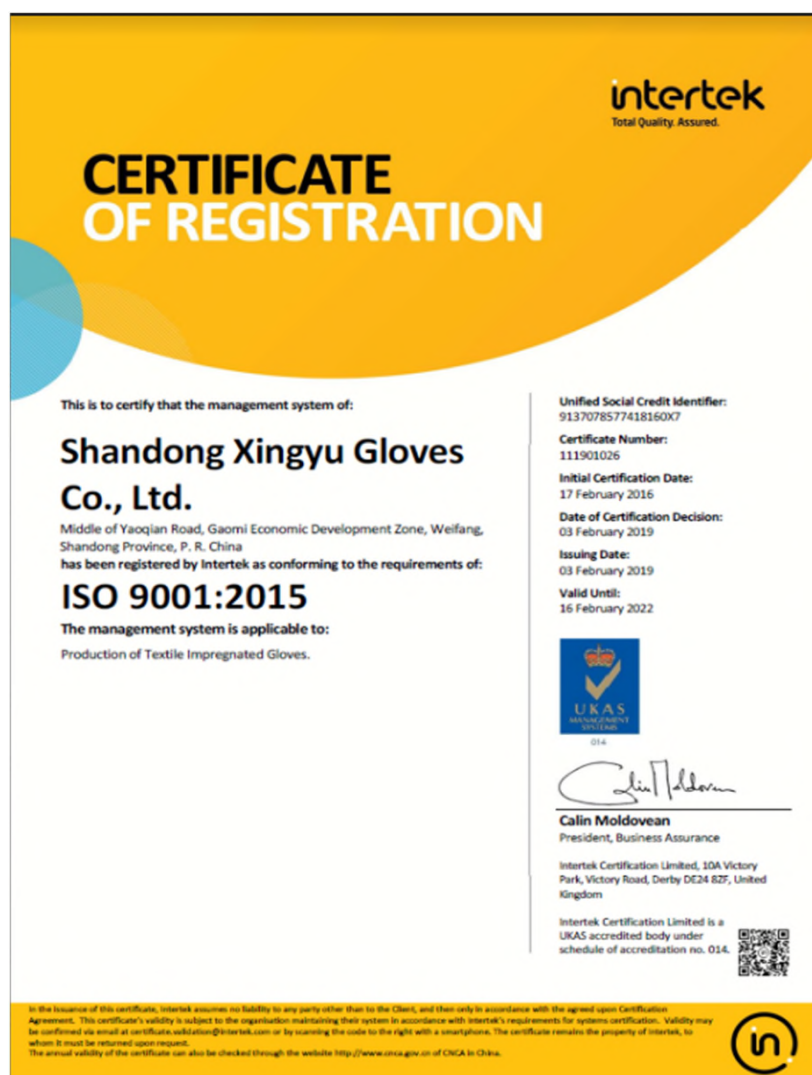 intertek
Total Quality. Assured.
CERTIFICATE
OF REGISTRATION
This is to certify that the management system of:
Shandong Xingyu Gloves
Co., Ltd.
Middle of Yaoqian Road, Gaomi Economic Development Zone, Weifang,
Shandong Province, P. R. China
has been registered by Intertek as conforming to the requirements of:
ISO 9001:2015
The management system is applicable to:
Production of Textile Impregnated Gloves.
Unified Social Credit Identifier:
9137078577418160X7
Certificate Number:
111901026
Initial Certification Date:
17 February 2016
Date of Certification Decision:
03 February 2019
Issuing Date:
03 February 2019
Valid Until:
16 February 2022
UKAS
MANAGEMENT
SYSTEMS
014
Calin Moldovean
Calin Moldovean
President, Business Assurance
Intertek Certification Limited, 10A Victory
Park, Victory Road, Derby DE24 8ZF, United
Kingdom
Intertek Certification Limited is a
UKAS accredited body under
schedule of accreditation no. 014.
In the issuance of this certificate, Intertek assumes no liability to any party other than to the Client, and then only in accordance with the agreed upon Certification
Agreement. This certificate's validity is subject to the organisation maintaining their system in accordance with Intertek's requirements for systems certification. Validity may
be confirmed via email at certificate.validation@intertek.com or by scanning the code to the right with a smartphone. The certificate remains the property of Intertek, to
whom it must be returned upon request.
The annual validity of the certificate can also be checked through the website http://www.cnca.gov.cn of CNCA in China.
in